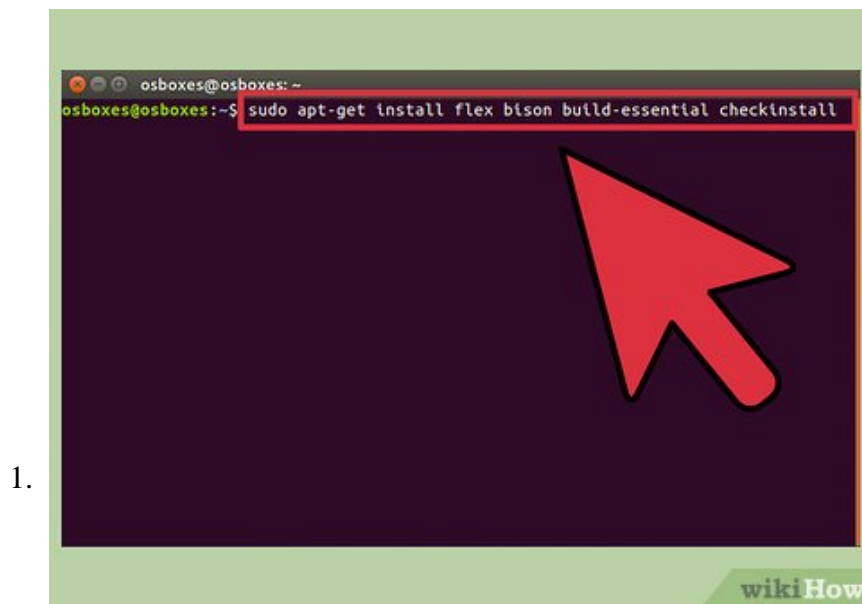 osboxes@osboxes: ~
osboxes@osboxes:~$ sudo apt-get install flex bison build-essential checkinstall
1.
wikiHow